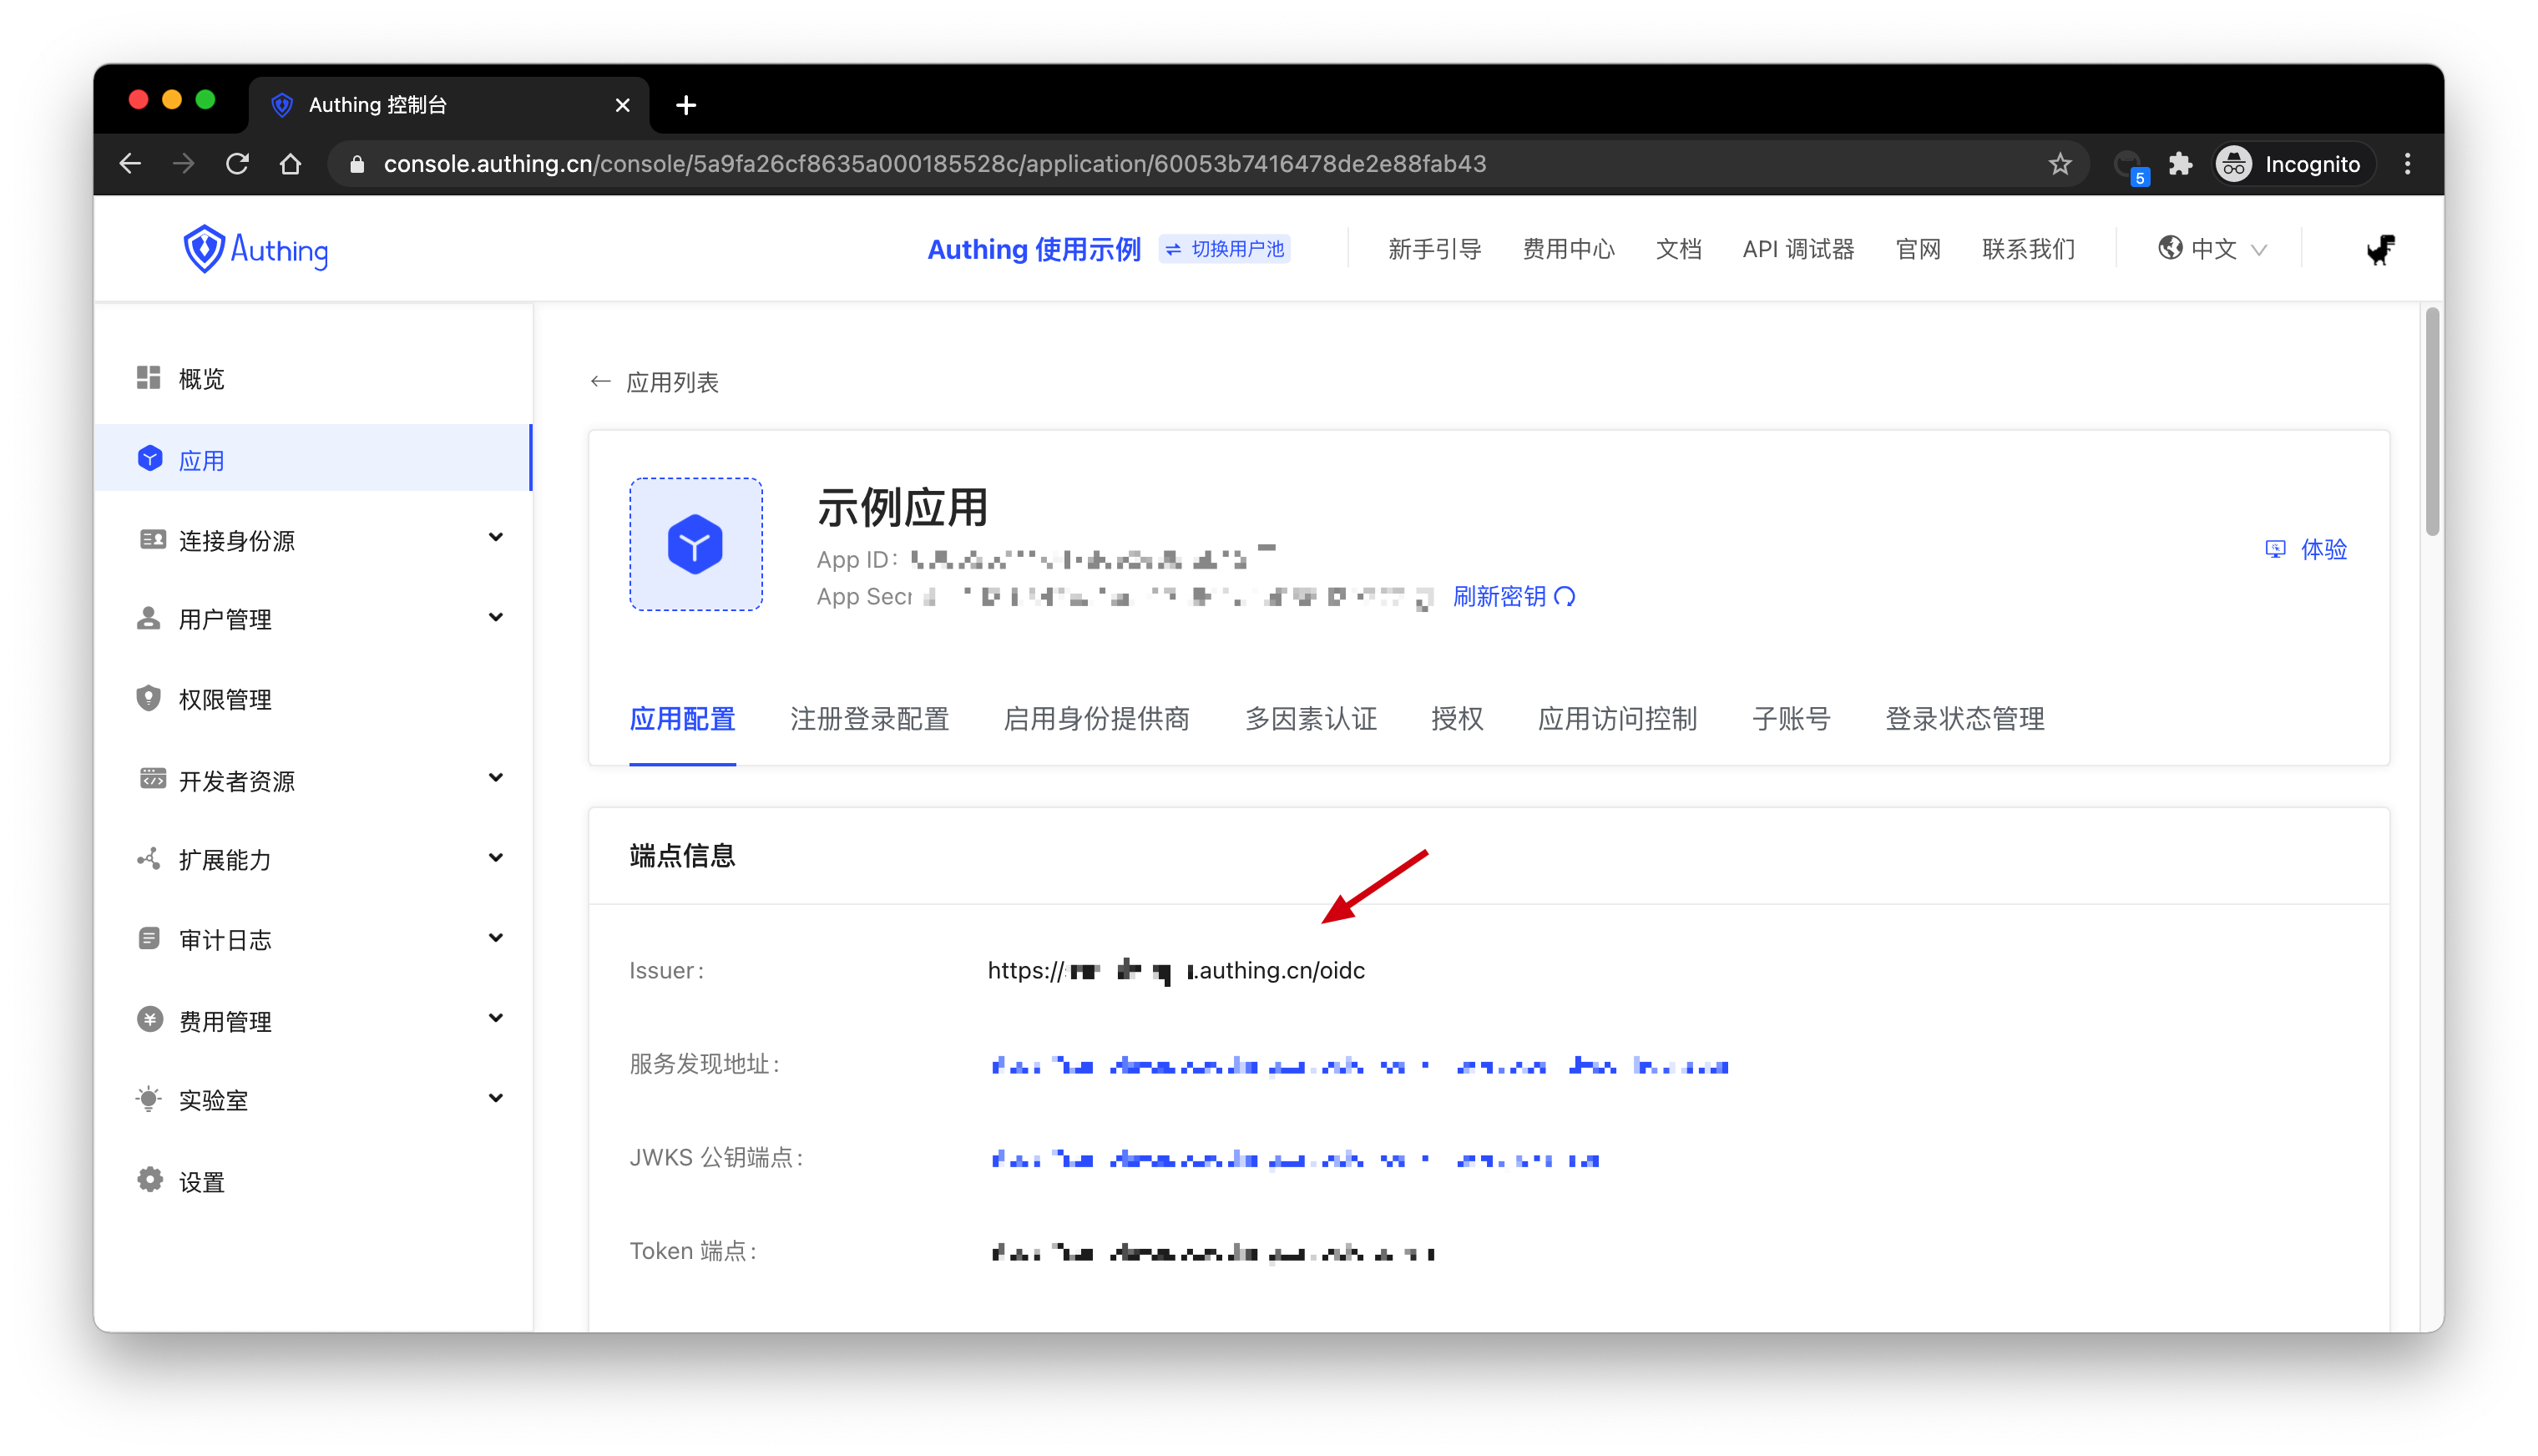 Authing 控制台
console.authing.cn/console/5a9fa26cf8635a000185528c/application/60053b7416478de2e88fab43
5
Incognito
Authing
Authing 使用示例
切换用户池
新手引导
费用中心
文档
API 调试器
官网
联系我们
中文
概览
应用
连接身份源
用户管理
权限管理
开发者资源
扩展能力
审计日志
费用管理
实验室
设置
应用列表
示例应用
App ID：
App Secr
刷新密钥
体验
应用配置
注册登录配置
启用身份提供商
多因素认证
授权
应用访问控制
子账号
登录状态管理
端点信息
Issuer：
https://
.authing.cn/oidc
服务发现地址：
JWKS 公钥端点：
Token 端点：